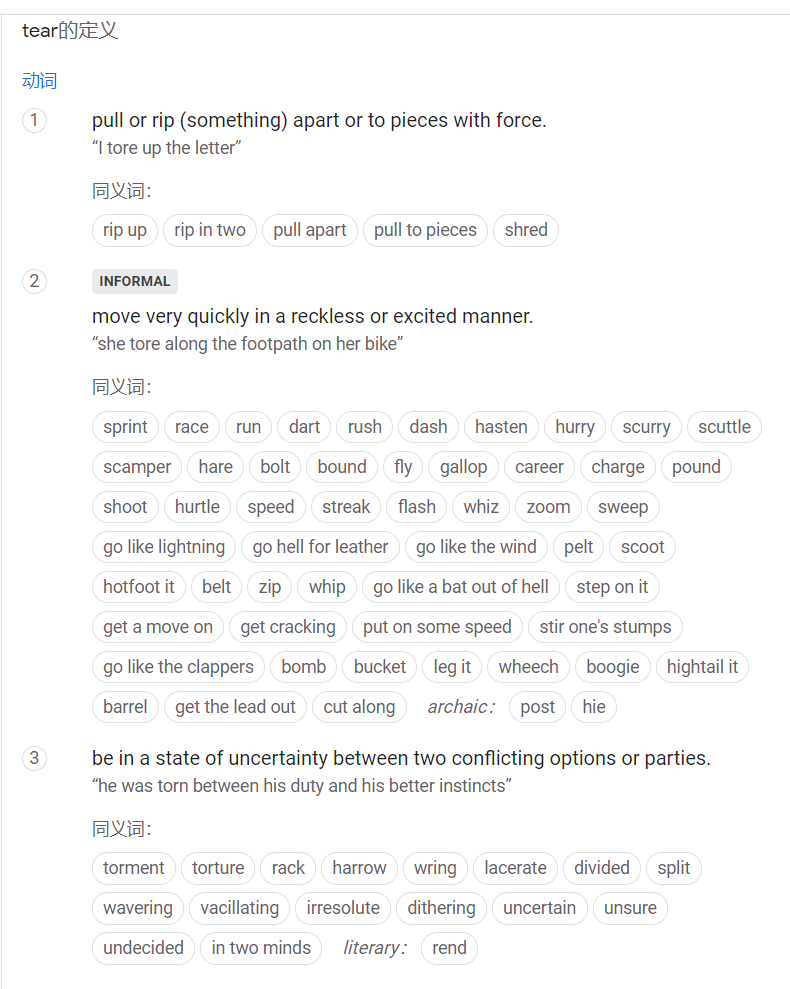 tear的定义
动词
1 pull or rip (something) apart or to pieces with force.
“I tore up the letter”
同义词：
rip up rip in two pull apart pull to pieces shred
2 INFORMAL
move very quickly in a reckless or excited manner.
“she tore along the footpath on her bike”
同义词：
sprint race run dart rush dash hasten hurry scurry scuttle
scamper hare bolt bound fly gallop career charge pound
shoot hurtle speed streak flash whiz zoom sweep
go like lightning go hell for leather go like the wind pelt scoot
hotfoot it belt zip whip go like a bat out of hell step on it
get a move on get cracking put on some speed stir one's stumps
go like the clappers bomb bucket leg it wheech boogie hightail it
barrel get the lead out cut along archaic： post hie
3 be in a state of uncertainty between two conflicting options or parties.
“he was torn between his duty and his better instincts”
同义词：
torment torture rack harrow wring lacerate divided split
wavering vacillating irresolute dithering uncertain unsure
undecided in two minds literary： rend